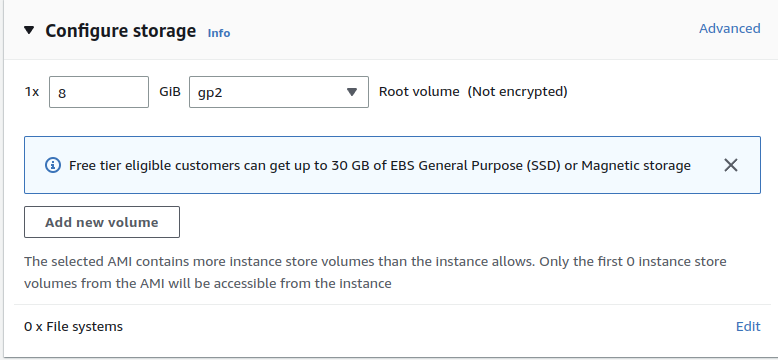 Configure storage Info Advanced
1x 8 GiB gp2 Root volume (Not encrypted)
Free tier eligible customers can get up to 30 GB of EBS General Purpose (SSD) or Magnetic storage
Add new volume
The selected AMI contains more instance store volumes than the instance allows. Only the first 0 instance store
volumes from the AMI will be accessible from the instance
0 x File systems Edit